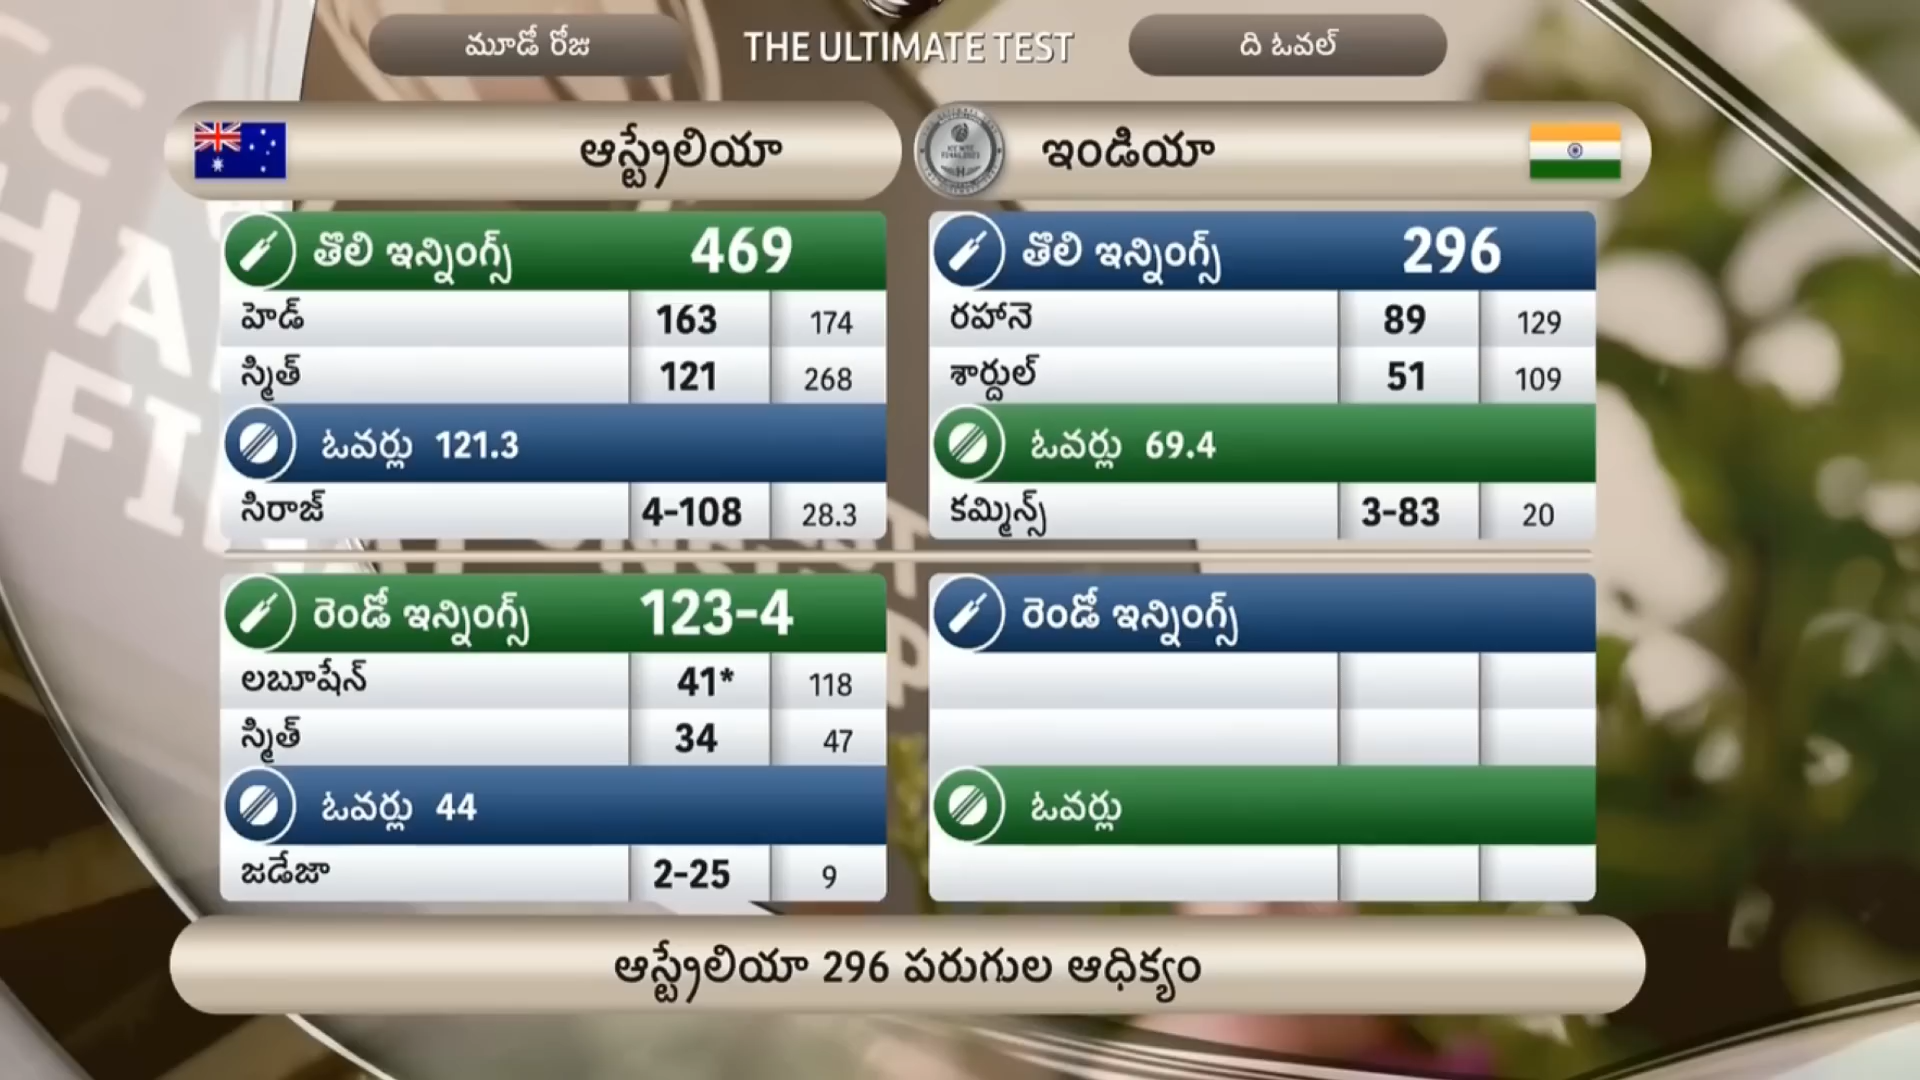 మూడో రోజు
THE ULTIMATE TEST
ది ఓవల్
ఆస్ట్రేలియా
ఇండియా
తొలి ఇన్నింగ్స్ 469
హెడ్ 163 174
స్మిత్ 121 268
ఓవర్లు 121.3
సిరాజ్ 4-108 28.3
తొలి ఇన్నింగ్స్ 296
రహానె 89 129
శార్దుల్ 51 109
ఓవర్లు 69.4
కమ్మిన్స్ 3-83 20
రెండో ఇన్నింగ్స్ 123-4
లబూషేన్ 41* 118
స్మిత్ 34 47
ఓవర్లు 44
జడేజా 2-25 9
రెండో ఇన్నింగ్స్
ఓవర్లు
ఆస్ట్రేలియా 296 పరుగుల ఆధిక్యం